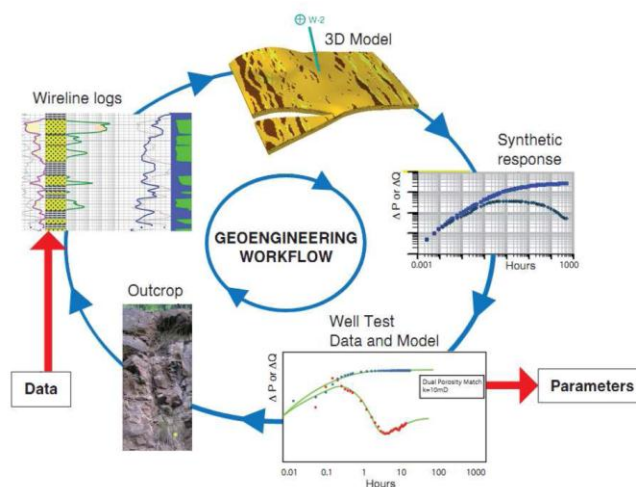 W-2
3D Model
Wireline logs
Synthetic
response
Δ P or ΔQ
0.001
1000
Hours
GEOENGINEERING
WORKFLOW
Outcrop
Well Test
Data and Model
Δ P or ΔQ
Dual Porosity Match
k=10mD
Data
Parameters
0.01
0.1
1
10
100
1000
Hours